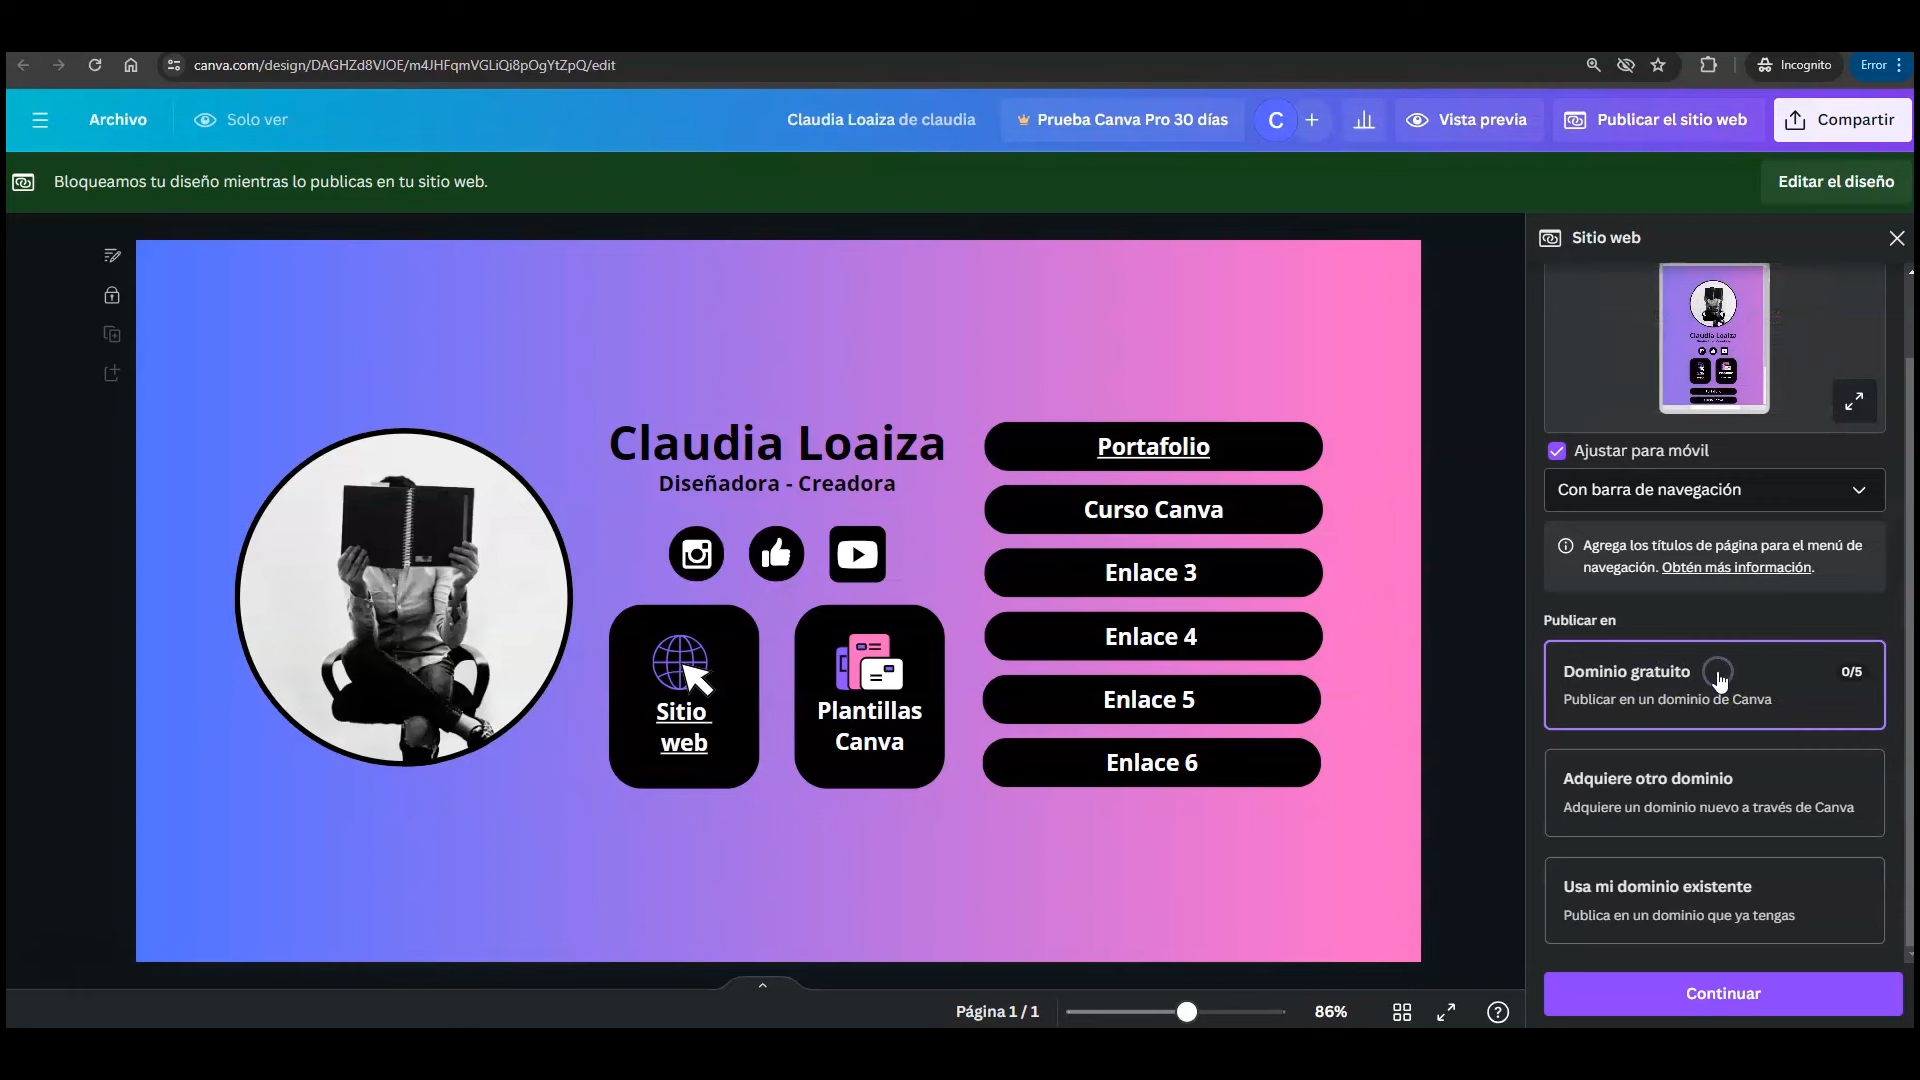 canva.com/design/DAGHZd8VJOE/m4JHFqmVGLiQi8pOgYtZpQ/edit
Incognito
Error
Archivo
Solo ver
Claudia Loaiza de claudia
Prueba Canva Pro 30 días
C
Vista previa
Publicar el sitio web
Compartir
Bloqueamos tu diseño mientras lo publicas en tu sitio web.
Editar el diseño
Sitio web
Claudia Loaiza
Ajustar para móvil
Con barra de navegación
Agrega los títulos de página para el menú de
navegación. Obtén más información.
Publicar en
Dominio gratuito
0/5
Publicar en un dominio de Canva
Adquiere otro dominio
Adquiere un dominio nuevo a través de Canva
Usa mi dominio existente
Publica en un dominio que ya tengas
Continuar
Claudia Loaiza
Diseñadora - Creadora
Sitio
web
Plantillas
Canva
Portafolio
Curso Canva
Enlace 3
Enlace 4
Enlace 5
Enlace 6
Página 1 / 1
86%